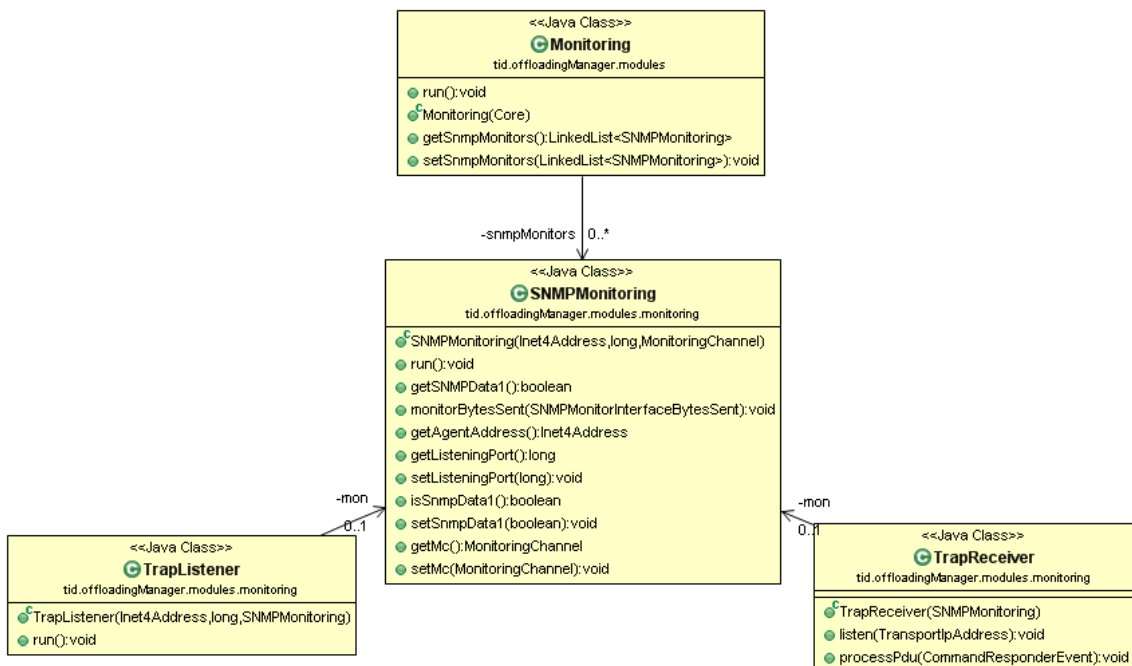 <<Java Class>>
Monitoring
tid.offloadingManager.modules
run():void
Monitoring(Core)
getSnmpMonitors():LinkedList<SNMPMonitoring>
setSnmpMonitors(LinkedList<SNMPMonitoring>):void
-snmpMonitors 0..*
<<Java Class>>
SNMPMonitoring
tid.offloadingManager.modules.monitoring
SNMPMonitoring(Inet4Address,long,MonitoringChannel)
run():void
getSNMPData1():boolean
monitorBytesSent(SNMPMonitorInterfaceBytesSent):void
getAgentAddress():Inet4Address
getListeningPort():long
setListeningPort(long):void
isSnmpData1():boolean
setSnmpData1(boolean):void
getMc():MonitoringChannel
setMc(MonitoringChannel):void
-mon
0..1
<<Java Class>>
TrapListener
tid.offloadingManager.modules.monitoring
TrapListener(Inet4Address,long,SNMPMonitoring)
run():void
-mon
0..1
<<Java Class>>
TrapReceiver
tid.offloadingManager.modules.monitoring
TrapReceiver(SNMPMonitoring)
listen(TransportIpAddress):void
processPdu(CommandResponderEvent):void